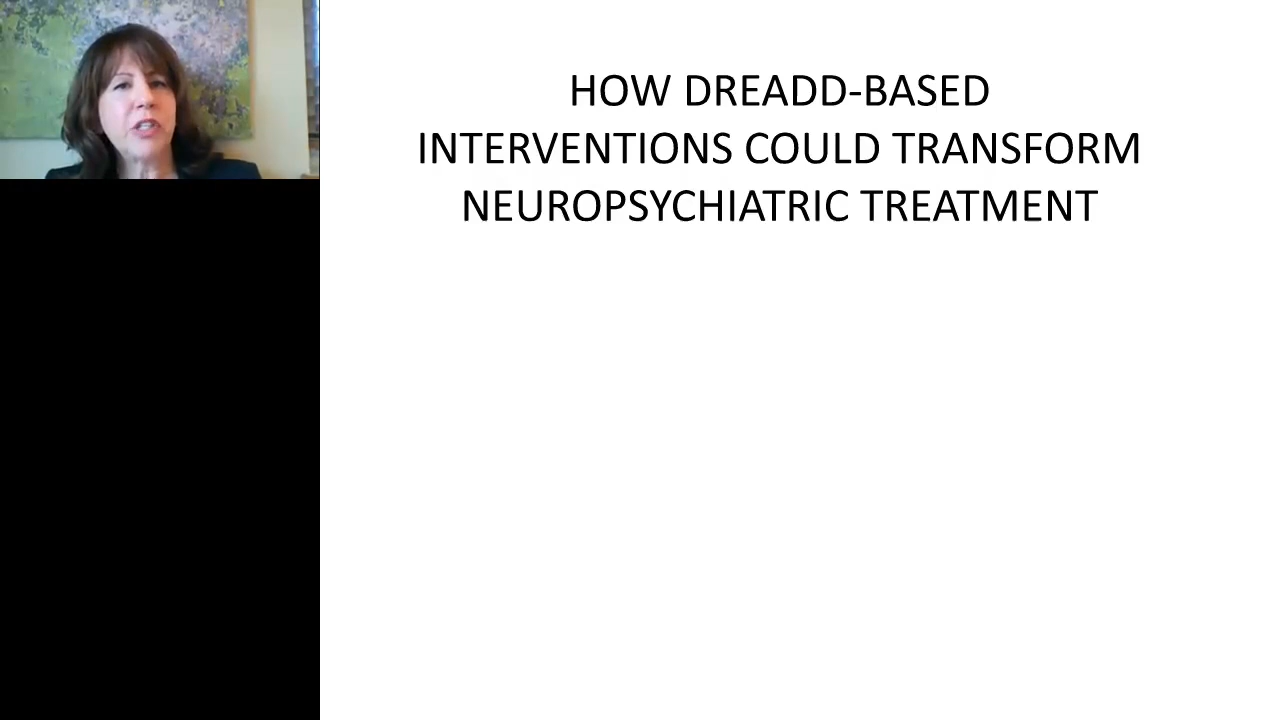 HOW DREADD-BASED
INTERVENTIONS COULD TRANSFORM
NEUROPSYCHIATRIC TREATMENT